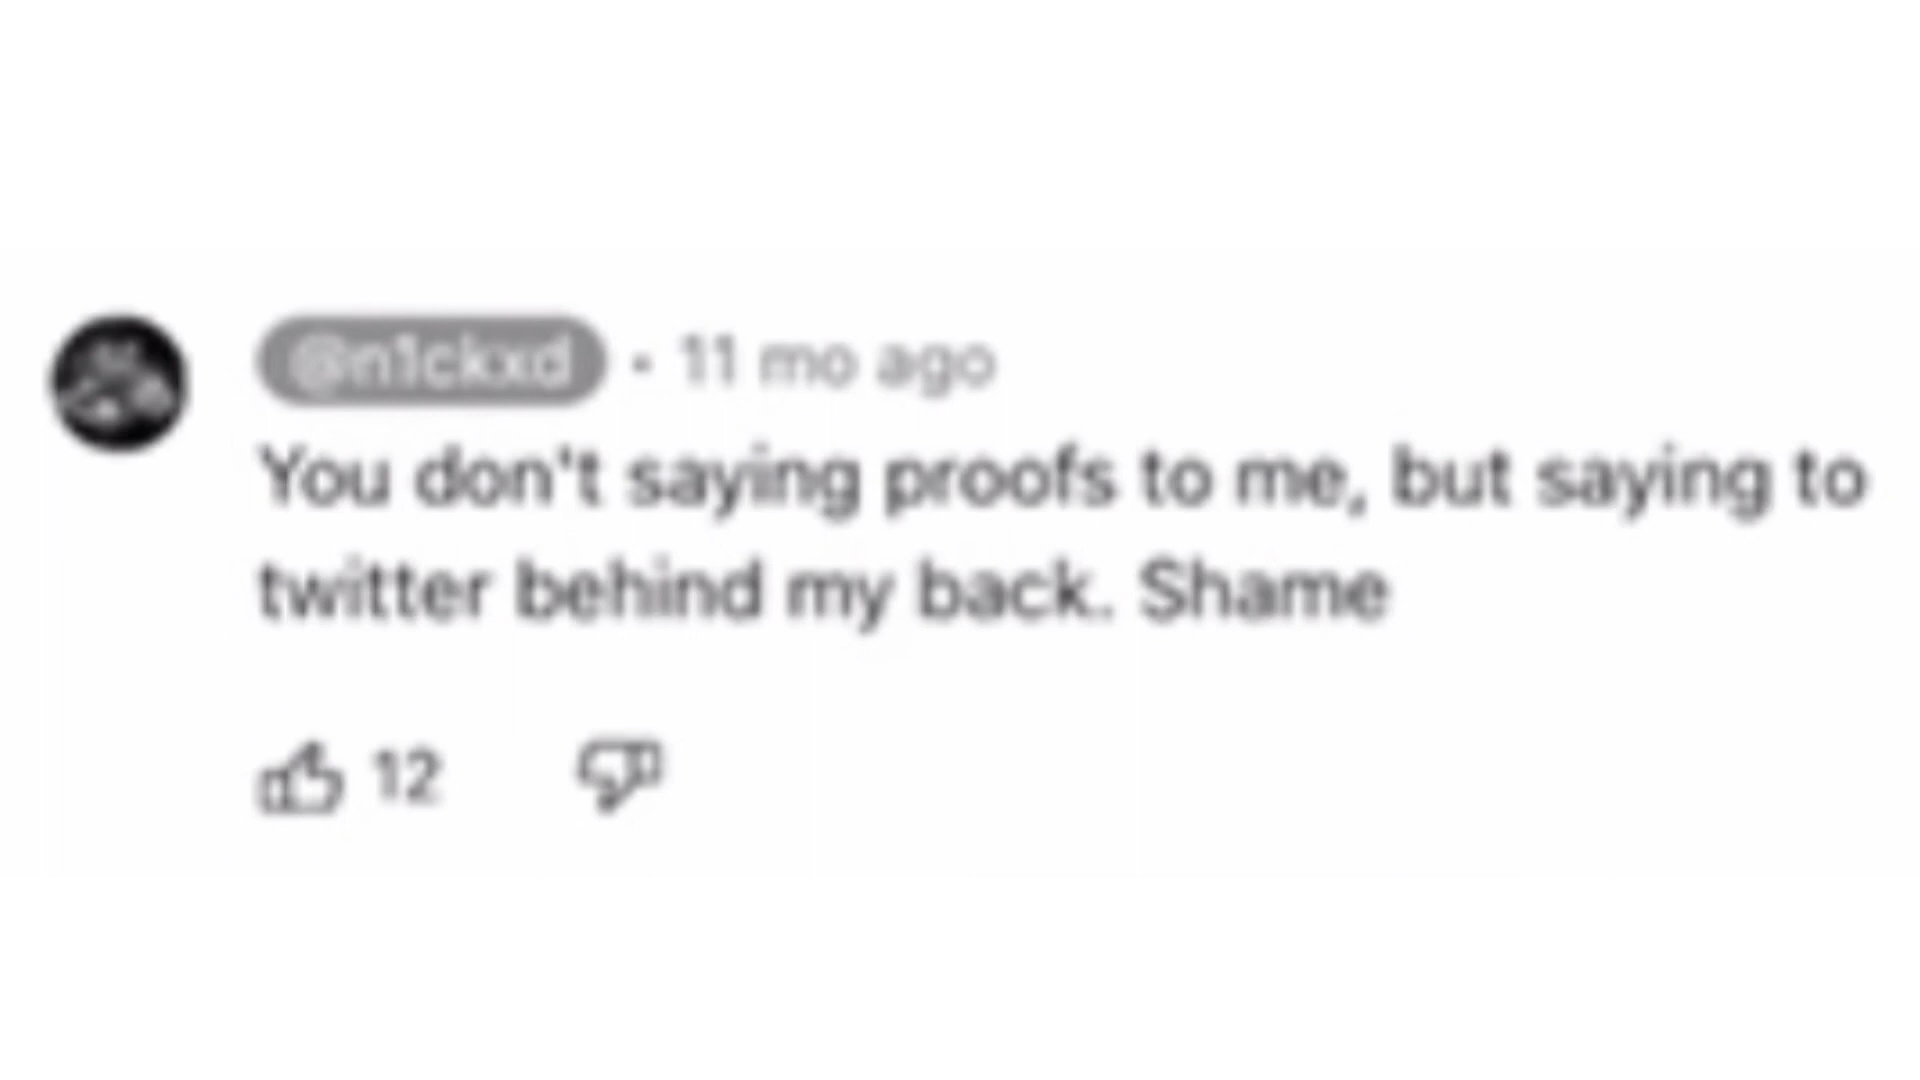 @n1ckxd · 11 mo ago
You don't saying proofs to me, but saying to
twitter behind my back. Shame
12